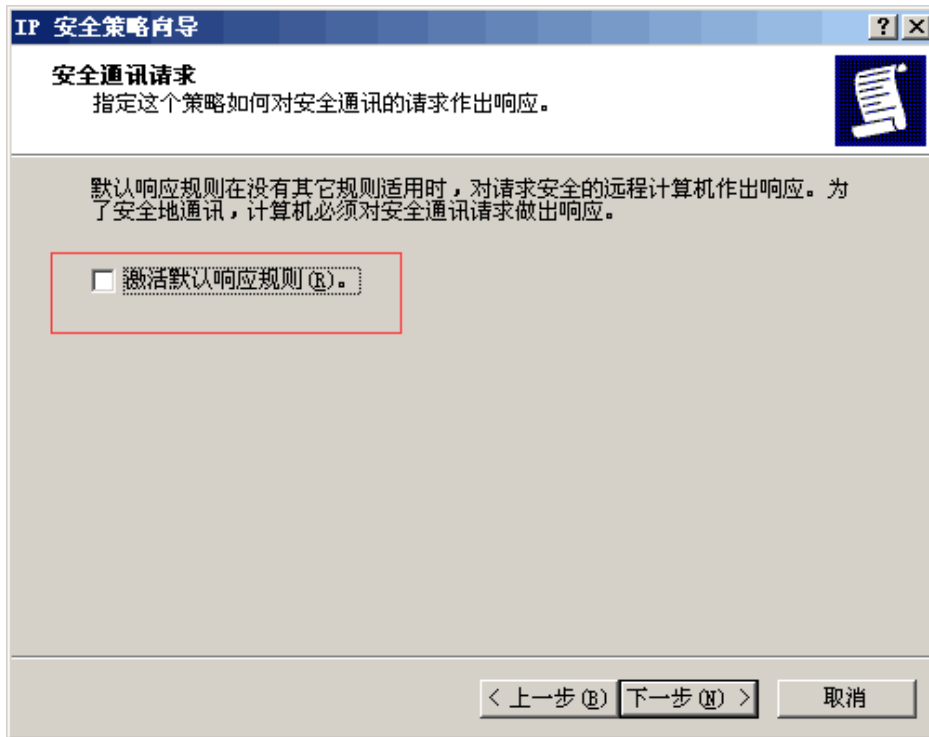 IP 安全策略向导
安全通讯请求
指定这个策略如何对安全通讯的请求作出响应。
默认响应规则在没有其它规则适用时，对请求安全的远程计算机作出响应。为
了安全地通讯，计算机必须对安全通讯请求做出响应。
激活默认响应规则(R)。
< 上一步(B) 下一步(N) > 取消